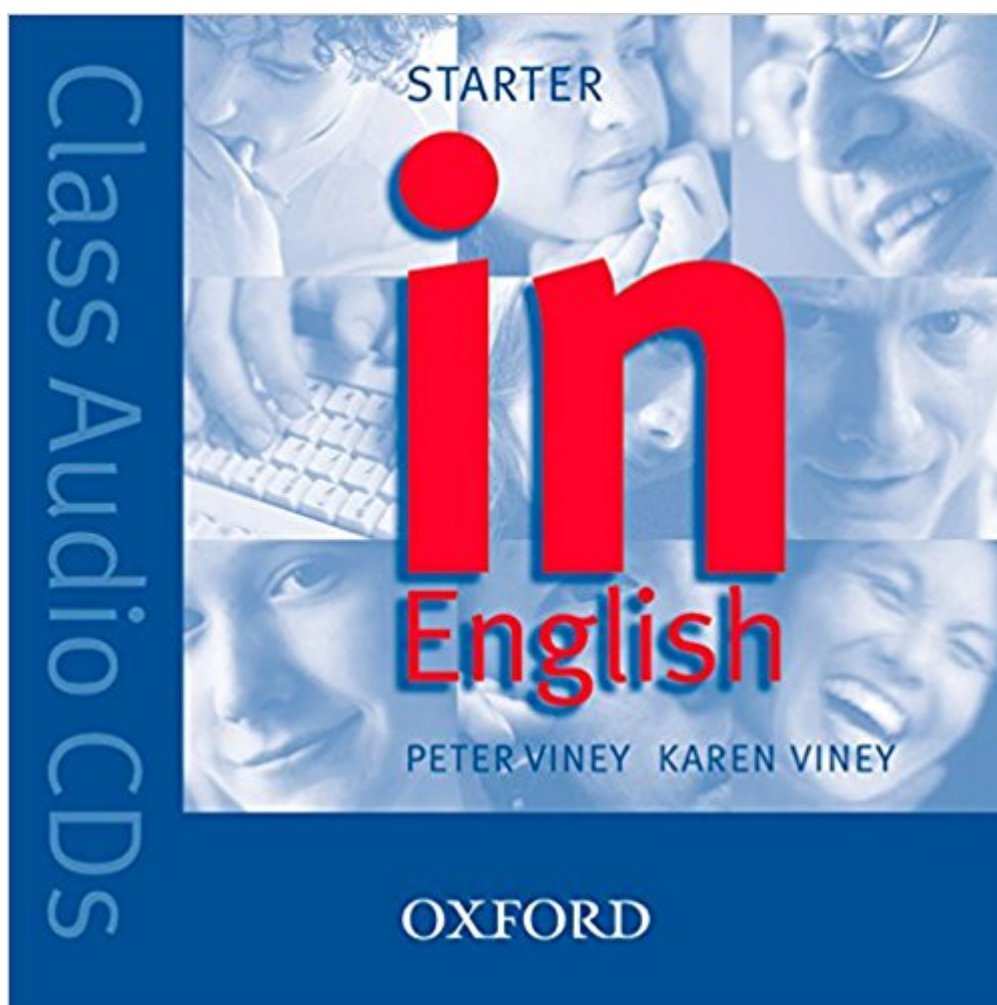 Class Audio CDs
STARTER
in
English
PETER VINEY KAREN VINEY
OXFORD